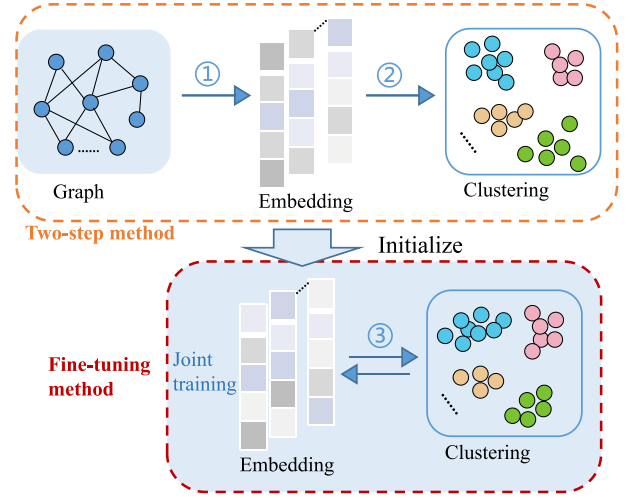 ①
②
Graph
Embedding
Clustering
Two-step method
Initialize
Fine-tuning
method
Joint
training
③
Embedding
Clustering